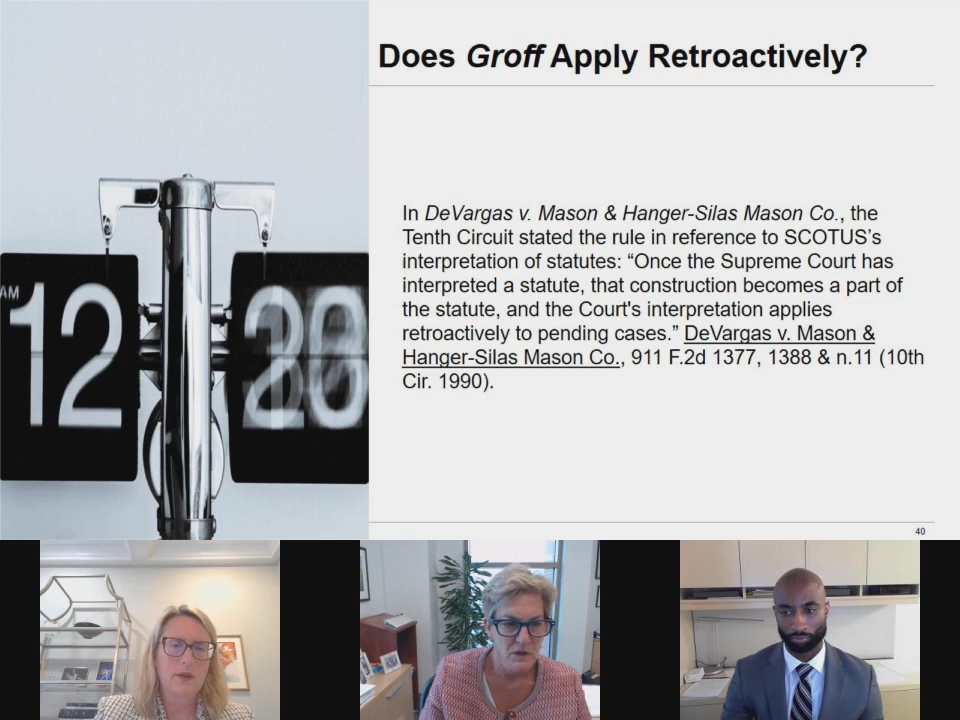 Does Groff Apply Retroactively?
In DeVargas v. Mason & Hanger-Silas Mason Co., the
Tenth Circuit stated the rule in reference to SCOTUS’s
interpretation of statutes: “Once the Supreme Court has
interpreted a statute, that construction becomes a part of
the statute, and the Court's interpretation applies
retroactively to pending cases.” DeVargas v. Mason &
Hanger-Silas Mason Co., 911 F.2d 1377, 1388 & n.11 (10th
Cir. 1990).
AM
12
40